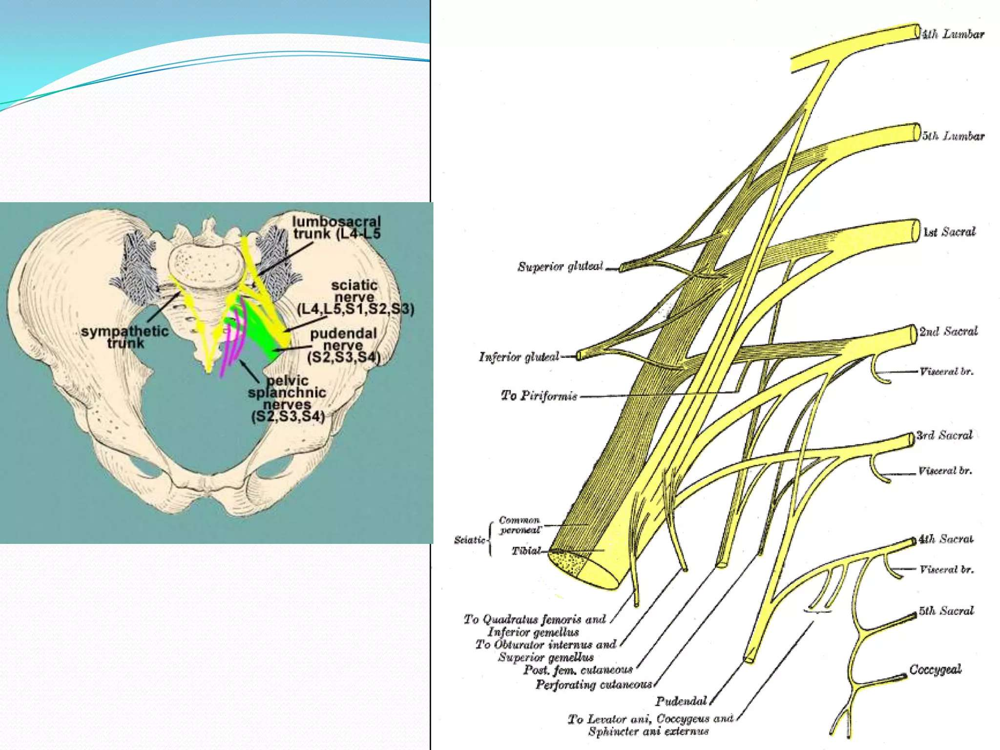 lumbosacral
trunk (L4-L5
sciatic
nerve
(L4,L5,S1,S2,S3)
sympathetic
trunk
pudendal
nerve
(S2,S3,S4)
pelvic
splanchnic
nerves
(S2,S3,S4)
4th Lumbar
5th Lumbar
1st Sacral
Superior gluteal
2nd Sacral
Inferior gluteal
Visceral br.
To Piriformis
3rd Sacral
Visceral br.
Common
peroneal
Sciatic
Tibial
4th Sacral
Visceral br.
5th Sacral
To Quadratus femoris and
Inferior gemellus
To Obturator internus and
Superior gemellus
Post. fem. cutaneous
Coccygeal
Perforating cutaneous
Pudendal
To Levator ani, Coccygeus and
Sphincter ani externus